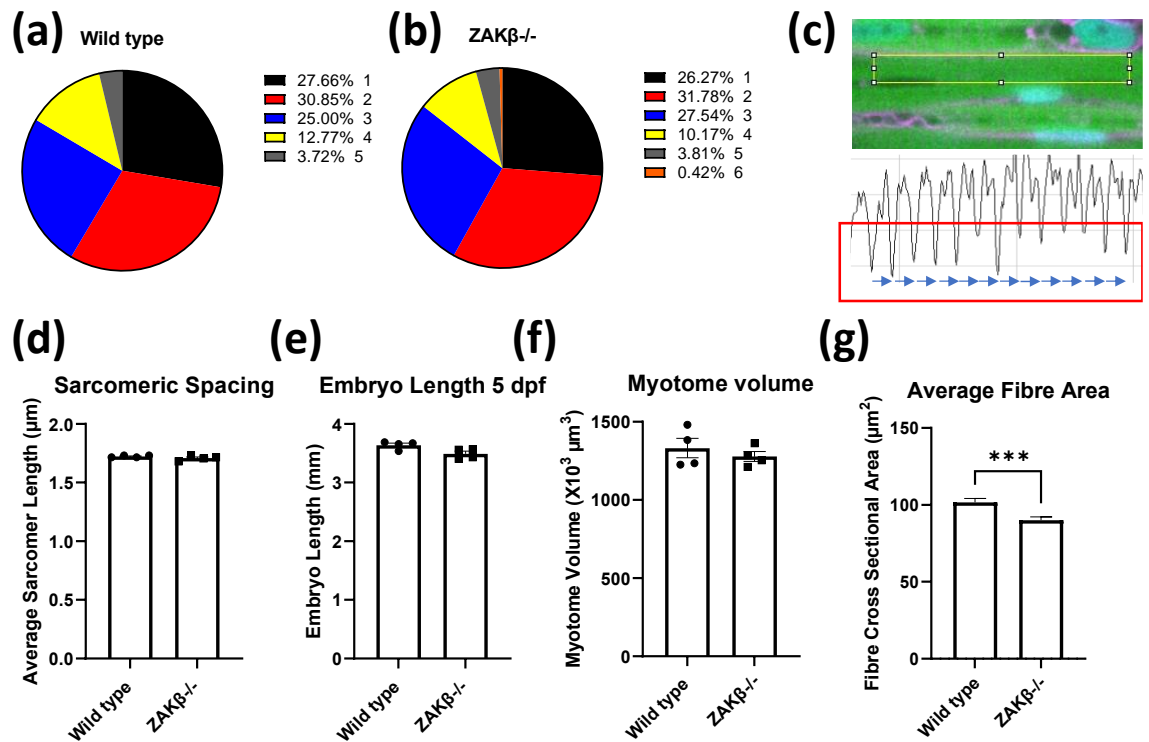 (a)
Wild type
27.66% 1
30.85% 2
25.00% 3
12.77% 4
3.72% 5
(b)
ZAKβ-/-
26.27% 1
31.78% 2
27.54% 3
10.17% 4
3.81% 5
0.42% 6
(c)
(d)
Sarcomeric Spacing
Average Sarcomer Length (µm)
2.0
1.5
1.0
0.5
0.0
Wild type
ZAKβ-/-
(e)
Embryo Length 5 dpf
Embryo Length (mm)
4
3
2
1
0
Wild type
ZAKβ-/-
(f)
Myotome volume
Myotome Volume (X10³ µm³)
1500
1000
500
0
Wild type
ZAKβ-/-
(g)
Average Fibre Area
Fibre Cross Sectional Area (µm²)
150
100
50
0
***
Wild type
ZAKβ-/-